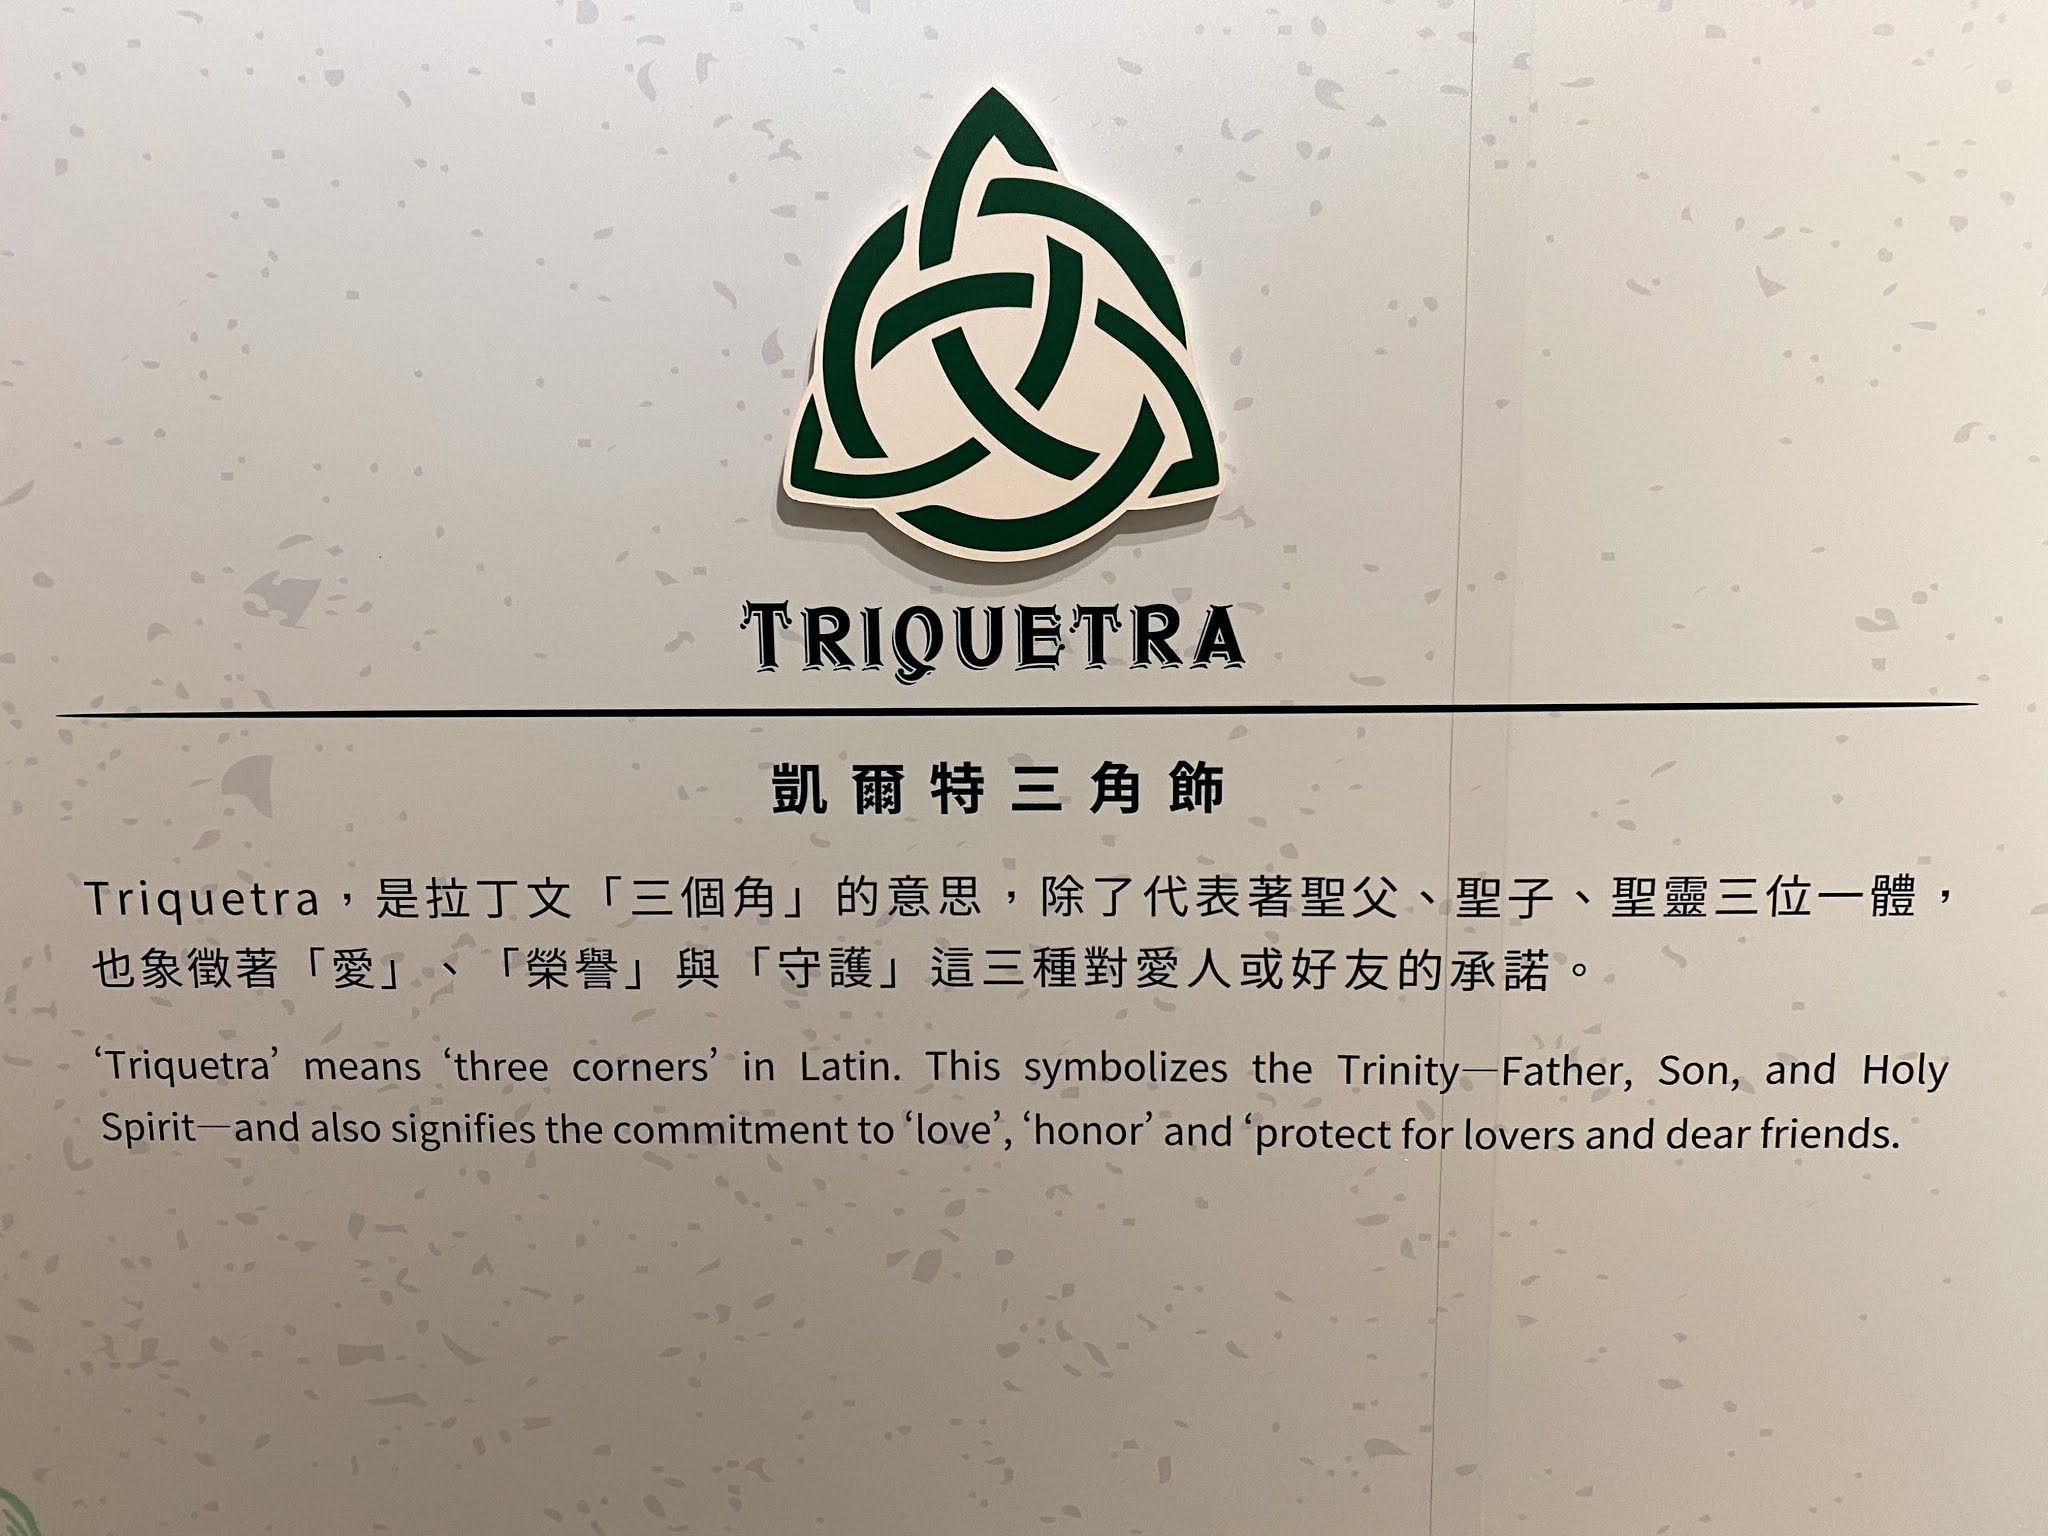 TRIQUETRA
凱爾特三角飾
Triquetra，是拉丁文「三個角」的意思，除了代表著聖父、聖子、聖靈三位一體，
也象徵著「愛」、「榮譽」與「守護」這三種對愛人或好友的承諾。
‘Triquetra’ means ‘three corners’ in Latin. This symbolizes the Trinity—Father, Son, and Holy
Spirit—and also signifies the commitment to ‘love’, ‘honor’ and ‘protect for lovers and dear friends.